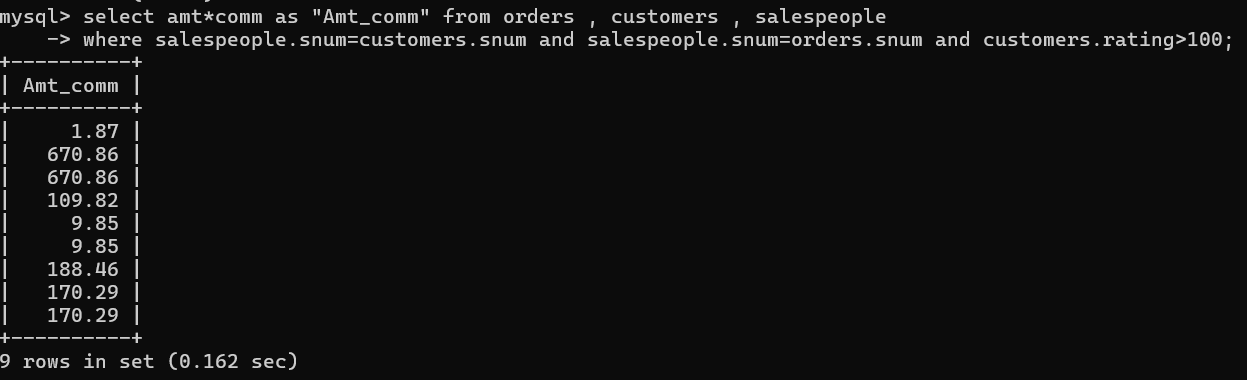 mysql> select amt*comm as "Amt_comm" from orders , customers , salespeople
    -> where salespeople.snum=customers.snum and salespeople.snum=orders.snum and customers.rating>100;
+----------+
| Amt_comm |
+----------+
|     1.87 |
|   670.86 |
|   670.86 |
|   109.82 |
|     9.85 |
|     9.85 |
|   188.46 |
|   170.29 |
|   170.29 |
+----------+
9 rows in set (0.162 sec)